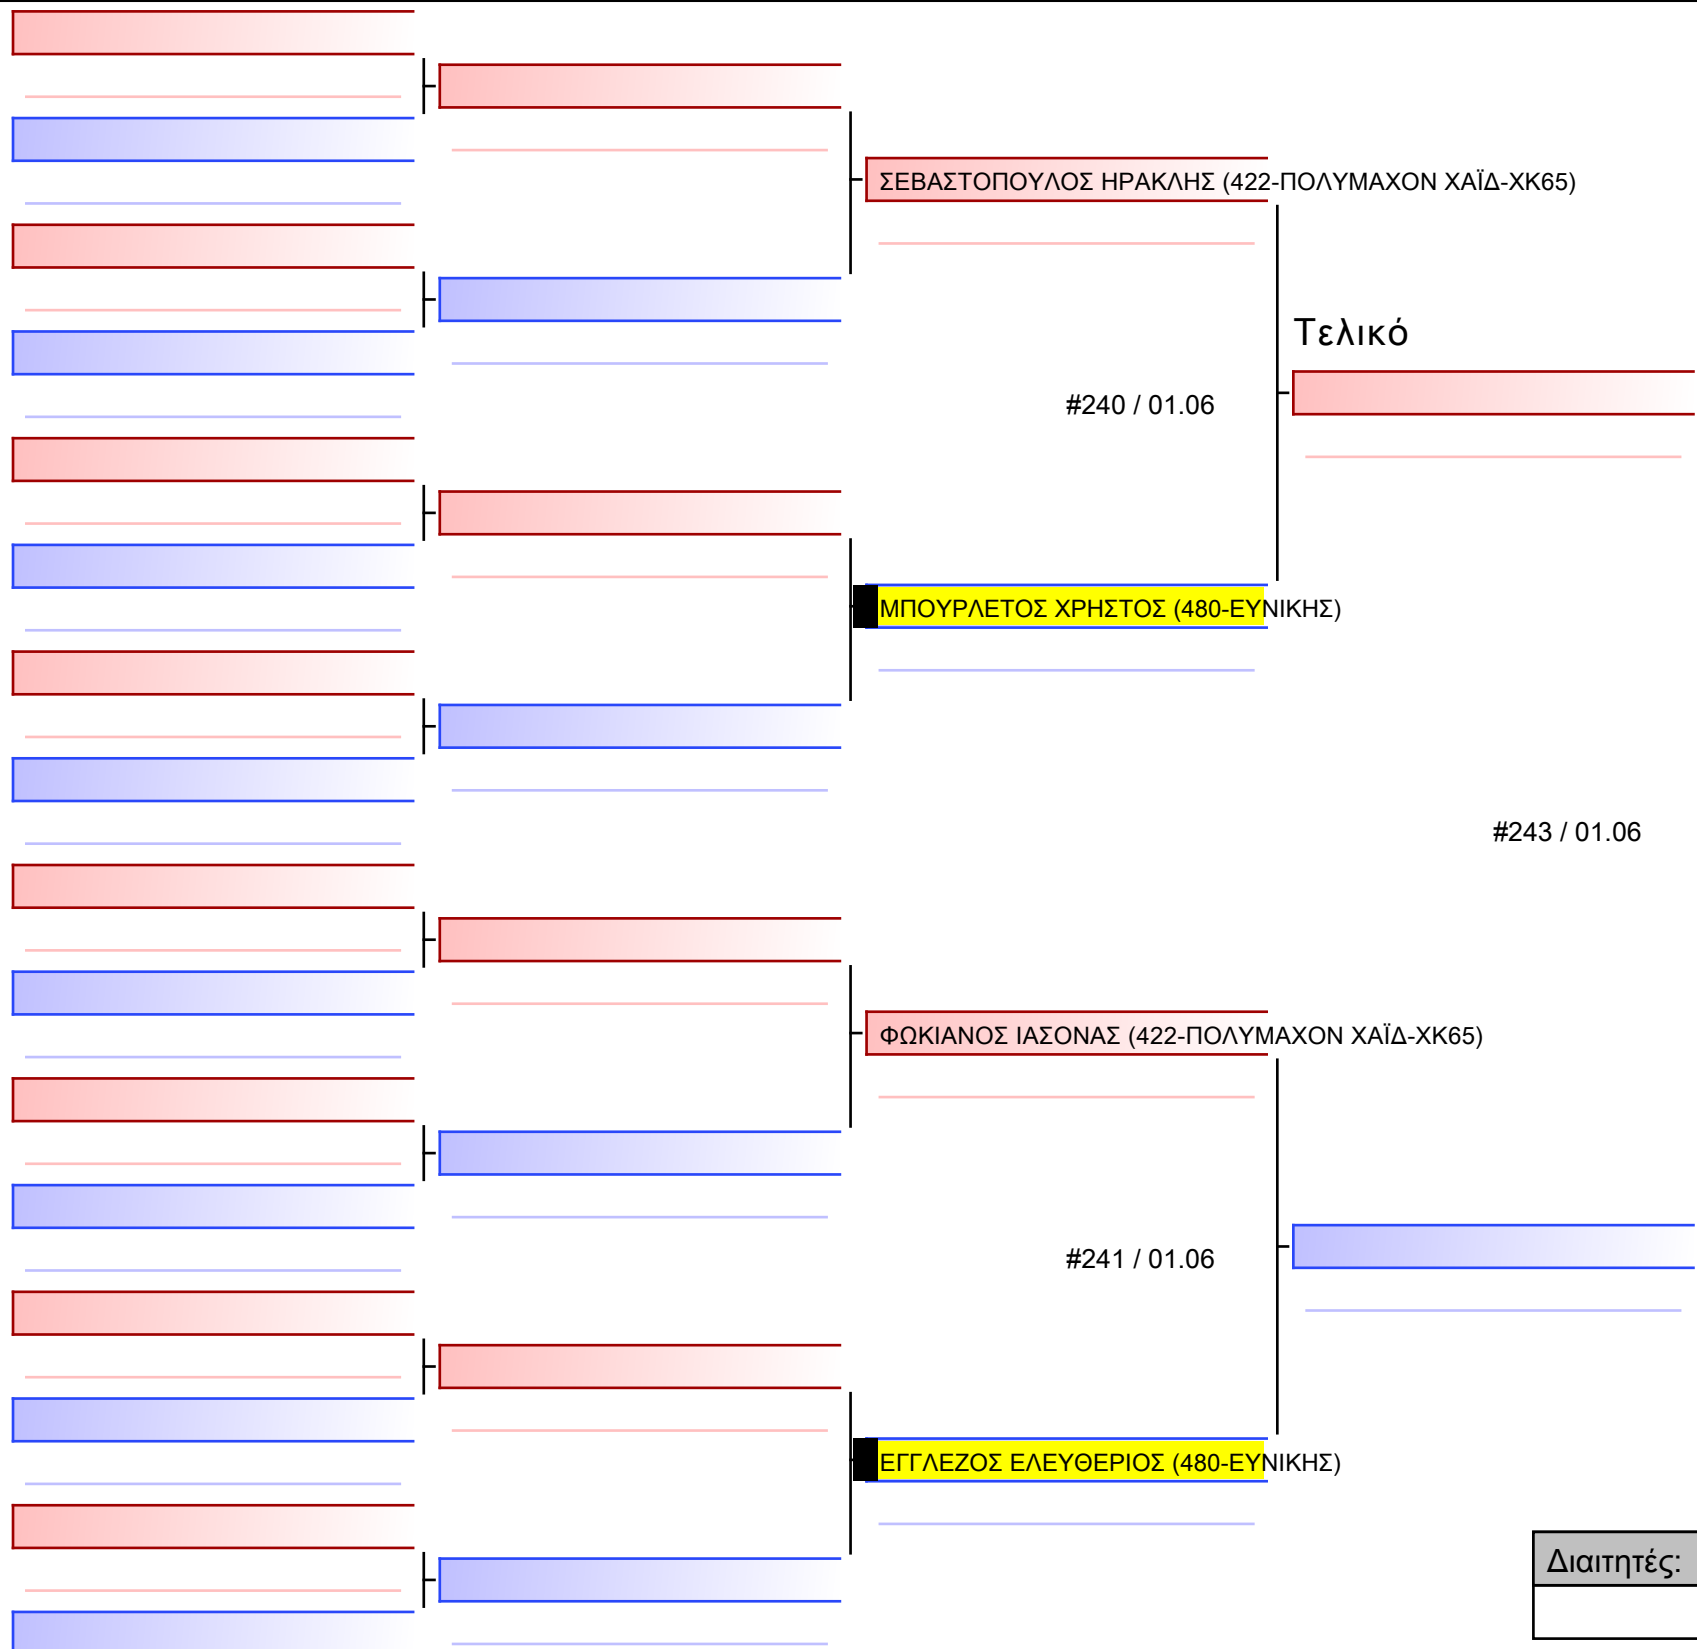 ΣΕΒΑΣΤΟΠΟΥΛΟΣ ΗΡΑΚΛΗΣ (422-ΠΟΛΥΜΑΧΟΝ ΧΑΪΔ-ΧΚ65)
Τελικό
#240 / 01.06
ΜΠΟΥΡΛΕΤΟΣ ΧΡΗΣΤΟΣ (480-ΕΥΝΙΚΗΣ)
#243 / 01.06
ΦΩΚΙΑΝΟΣ ΙΑΣΟΝΑΣ (422-ΠΟΛΥΜΑΧΟΝ ΧΑΪΔ-ΧΚ65)
#241 / 01.06
ΕΓΓΛΕΖΟΣ ΕΛΕΥΘΕΡΙΟΣ (480-ΕΥΝΙΚΗΣ)
Διαιτητές: